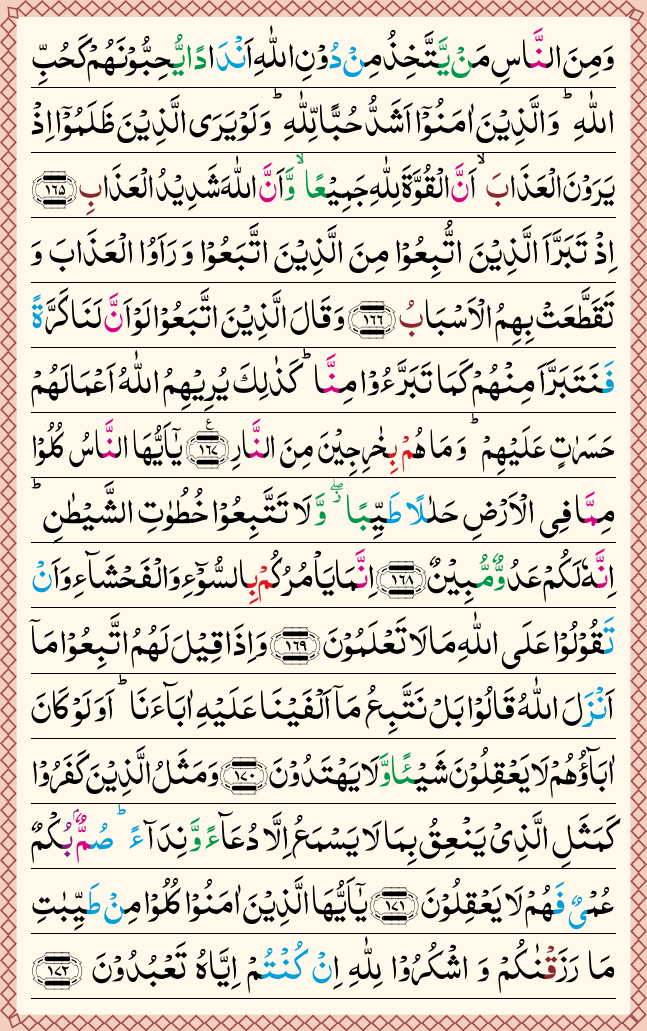 وَمِنَ النَّاسِ مَنۡ يَّتَّخِذُ مِنۡ دُوۡنِ اللّٰهِ اَنۡدَادًا يُّحِبُّوۡنَهُمۡ كَحُبِّ
اللّٰهِ ؕ وَالَّذِيۡنَ اٰمَنُوۡٓا اَشَدُّ حُبًّا لِّلّٰهِ ؕ وَلَوۡ يَرَى الَّذِيۡنَ ظَلَمُوۡٓا اِذۡ
يَرَوۡنَ الۡعَذَابَ ۙ اَنَّ الۡقُوَّةَ لِلّٰهِ جَمِيۡعًا ۙ وَّاَنَّ اللّٰهَ شَدِيۡدُ الۡعَذَابِ ﴿۱۶۵﴾
اِذۡ تَبَرَّاَ الَّذِيۡنَ اتُّبِعُوۡا مِنَ الَّذِيۡنَ اتَّبَعُوۡا وَرَاَوُا الۡعَذَابَ وَ
تَقَطَّعَتۡ بِهِمُ الۡاَسۡبَابُ ﴿۱۶۶﴾ وَقَالَ الَّذِيۡنَ اتَّبَعُوۡا لَوۡ اَنَّ لَنَا كَرَّةً
فَنَتَبَرَّاَ مِنۡهُمۡ كَمَا تَبَرَّءُوۡا مِنَّا ؕ كَذٰلِكَ يُرِيۡهِمُ اللّٰهُ اَعۡمَالَهُمۡ
حَسَرٰتٍ عَلَيۡهِمۡ ؕ وَمَا هُمۡ بِخٰرِجِيۡنَ مِنَ النَّارِ ﴿۱۶۷﴾ ع يٰٓاَيُّهَا النَّاسُ كُلُوۡا
مِمَّا فِى الۡاَرۡضِ حَلٰلًا طَيِّبًا ۖ وَّلَا تَتَّبِعُوۡا خُطُوٰتِ الشَّيۡطٰنِ ؕ
اِنَّهٗ لَكُمۡ عَدُوٌّ مُّبِيۡنٌ ﴿۱۶۸﴾ اِنَّمَا يَاۡمُرُكُمۡ بِالسُّوۡٓءِ وَالۡفَحۡشَآءِ وَاَنۡ
تَقُوۡلُوۡا عَلَى اللّٰهِ مَا لَا تَعۡلَمُوۡنَ ﴿۱۶۹﴾ وَاِذَا قِيۡلَ لَهُمُ اتَّبِعُوۡا مَآ
اَنۡزَلَ اللّٰهُ قَالُوۡا بَلۡ نَتَّبِعُ مَآ اَلۡفَيۡنَا عَلَيۡهِ اٰبَآءَنَا ؕ اَوَلَوۡ كَانَ
اٰبَآؤُهُمۡ لَا يَعۡقِلُوۡنَ شَيۡـًٔا وَّلَا يَهۡتَدُوۡنَ ﴿۱۷۰﴾ وَمَثَلُ الَّذِيۡنَ كَفَرُوۡا
كَمَثَلِ الَّذِىۡ يَنۡعِقُ بِمَا لَا يَسۡمَعُ اِلَّا دُعَآءً وَّنِدَآءً ؕ صُمٌّۢ بُكۡمٌ
عُمۡىٌ فَهُمۡ لَا يَعۡقِلُوۡنَ ﴿۱۷۱﴾ يٰٓاَيُّهَا الَّذِيۡنَ اٰمَنُوۡا كُلُوۡا مِنۡ طَيِّبٰتِ
مَا رَزَقۡنٰكُمۡ وَ اشۡكُرُوۡا لِلّٰهِ اِنۡ كُنۡتُمۡ اِيَّاهُ تَعۡبُدُوۡنَ ﴿۱۷۲﴾